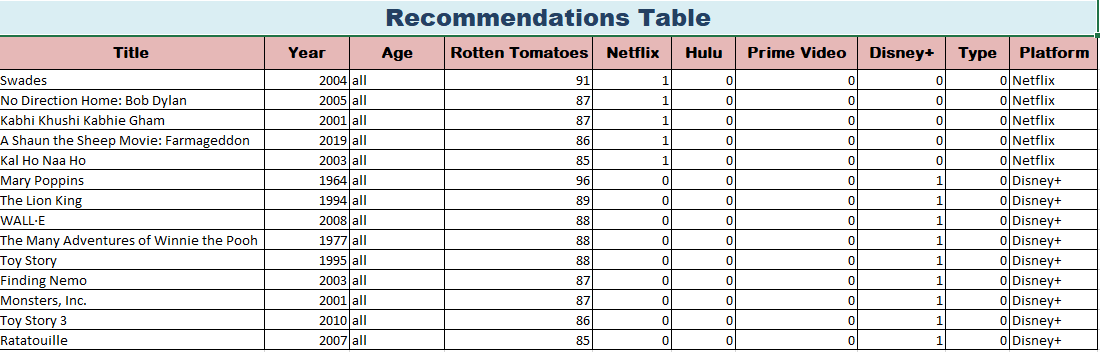 Recommendations Table
Title Year Age Rotten Tomatoes Netflix Hulu Prime Video Disney+ Type Platform
Swades 2004 all 91 1 0 0 0 0 Netflix
No Direction Home: Bob Dylan 2005 all 87 1 0 0 0 0 Netflix
Kabhi Khushi Kabhie Gham 2001 all 87 1 0 0 0 0 Netflix
A Shaun the Sheep Movie: Farmageddon 2019 all 86 1 0 0 0 0 Netflix
Kal Ho Naa Ho 2003 all 85 1 0 0 0 0 Netflix
Mary Poppins 1964 all 96 0 0 0 1 0 Disney+
The Lion King 1994 all 89 0 0 0 1 0 Disney+
WALL·E 2008 all 88 0 0 0 1 0 Disney+
The Many Adventures of Winnie the Pooh 1977 all 88 0 0 0 1 0 Disney+
Toy Story 1995 all 88 0 0 0 1 0 Disney+
Finding Nemo 2003 all 87 0 0 0 1 0 Disney+
Monsters, Inc. 2001 all 87 0 0 0 1 0 Disney+
Toy Story 3 2010 all 86 0 0 0 1 0 Disney+
Ratatouille 2007 all 85 0 0 0 1 0 Disney+